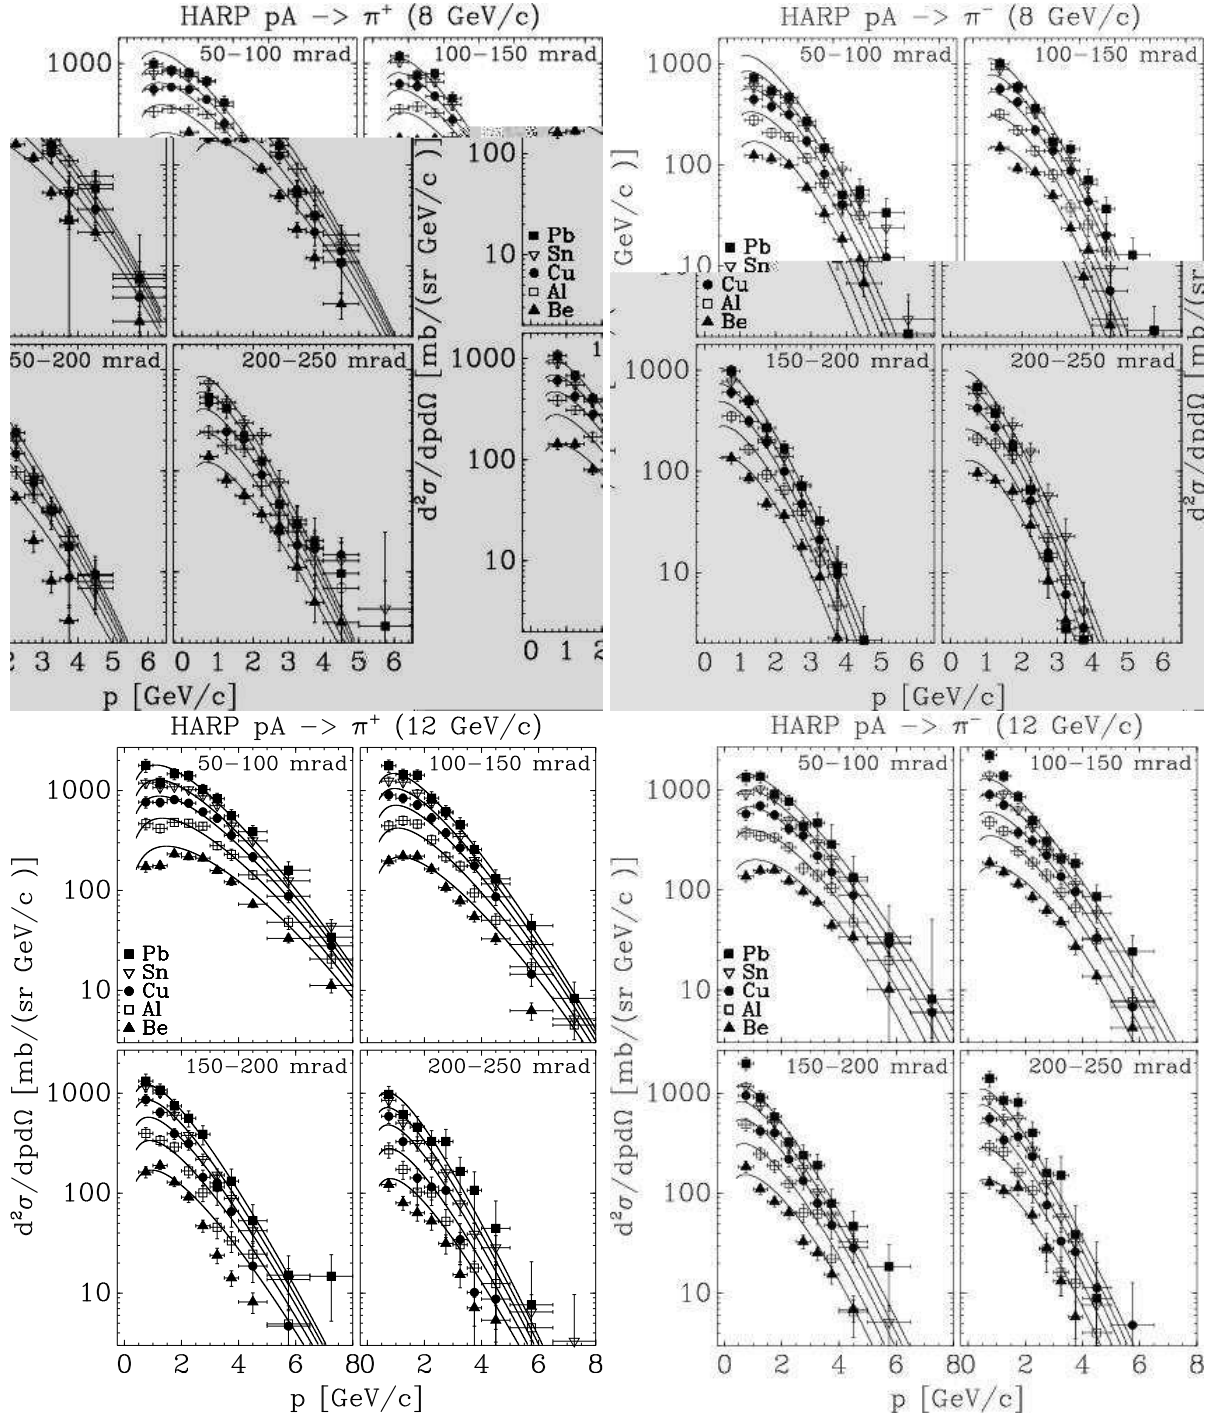 HARP pA -> π⁺ (8 GeV/c)
HARP pA -> π⁻ (8 GeV/c)
50-100 mrad
100-150 mrad
50-100 mrad
100-150 mrad
1000
1000
100
100
10
10
Pb
Sn
Cu
Al
Be
Pb
Sn
Cu
Al
Be
GeV/c )]
d²σ/dpdΩ [mb/(sr GeV/c )]
d²σ/dpdΩ [mb/(sr
50-200 mrad
200-250 mrad
1
150-200 mrad
200-250 mrad
1000
1000
100
100
10
10
2 3 4 5 6
0 1 2 3 4 5 6
0 1 2
0 1 2 3 4 5 6
0 1 2 3 4 5 6
p [GeV/c]
p [GeV/c]
HARP pA -> π⁺ (12 GeV/c)
HARP pA -> π⁻ (12 GeV/c)
50-100 mrad
100-150 mrad
50-100 mrad
100-150 mrad
1000
1000
100
100
10
10
Pb
Sn
Cu
Al
Be
Pb
Sn
Cu
Al
Be
d²σ/dpdΩ [mb/(sr GeV/c )]
d²σ/dpdΩ [mb/(sr GeV/c )]
150-200 mrad
200-250 mrad
150-200 mrad
200-250 mrad
1000
1000
100
100
10
10
0 2 4 6 80 2 4 6 8
0 2 4 6 80 2 4 6 8
p [GeV/c]
p [GeV/c]